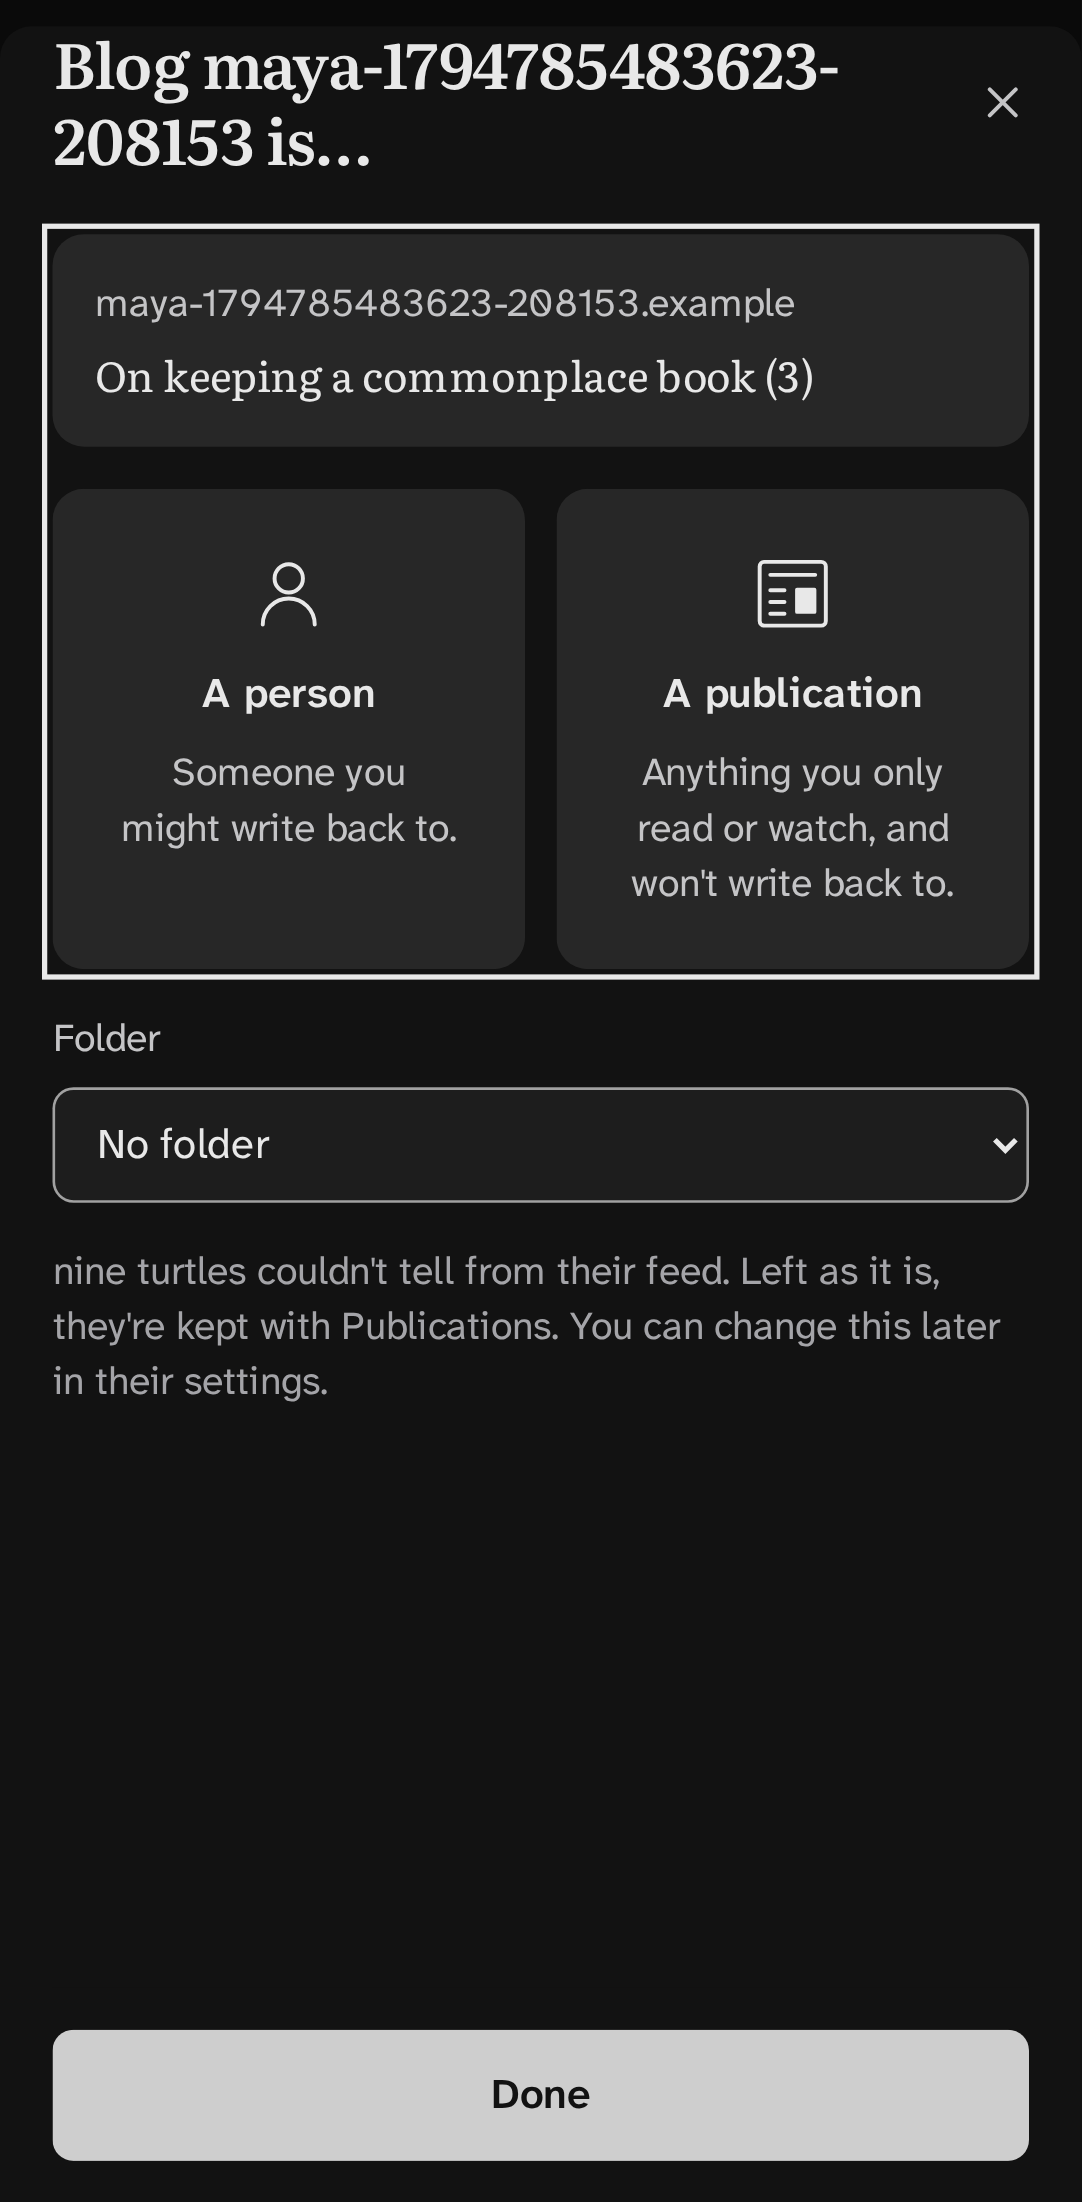 Blog maya-1794785483623-
208153 is...
maya-1794785483623-208153.example
On keeping a commonplace book (3)
A person
Someone you
might write back to.
A publication
Anything you only
read or watch, and
won't write back to.
Folder
No folder
nine turtles couldn't tell from their feed. Left as it is,
they're kept with Publications. You can change this later
in their settings.
Done